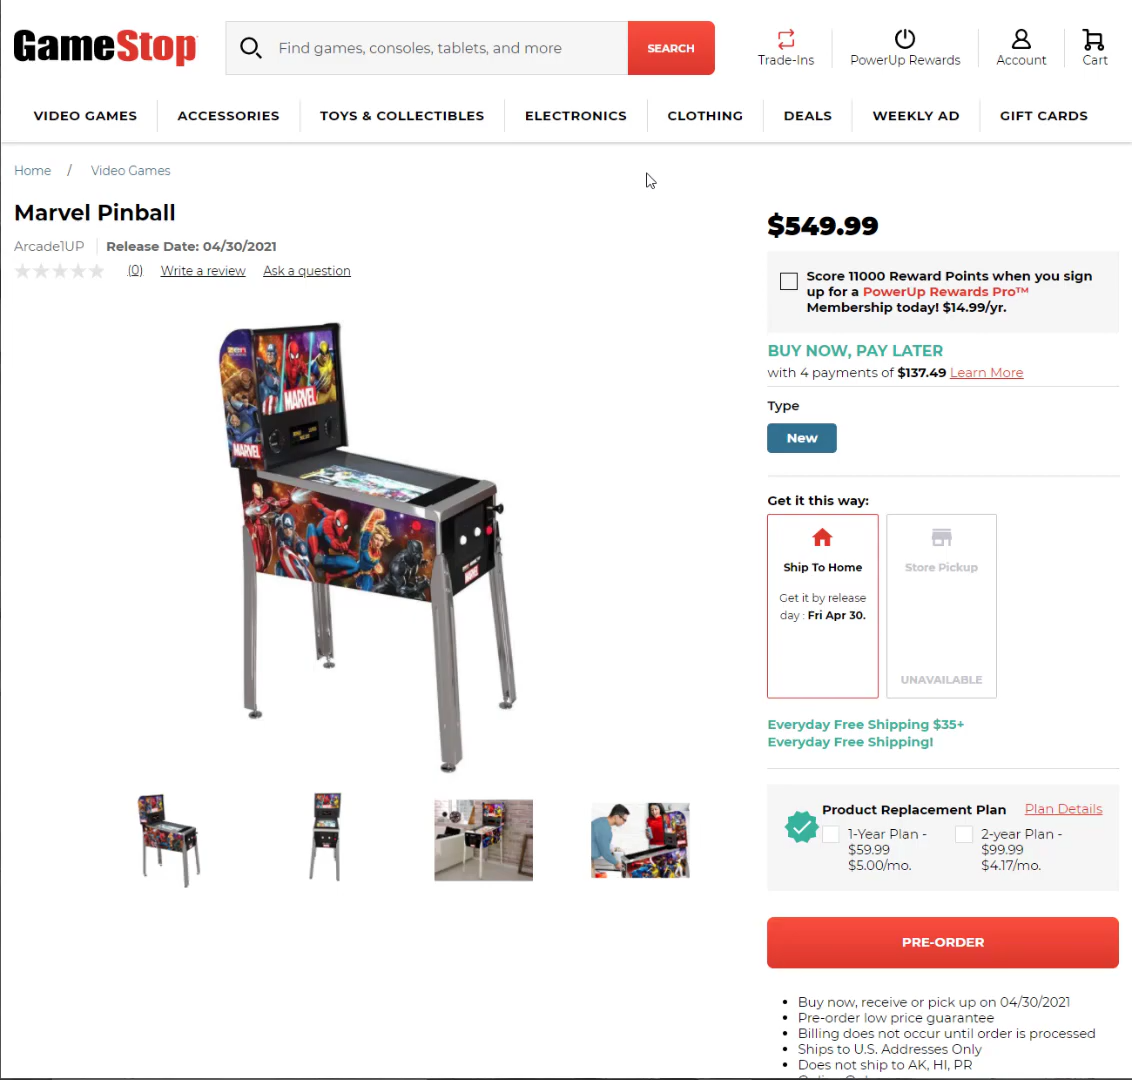 GameStop
Find games, consoles, tablets, and more
SEARCH
Trade-Ins
PowerUp Rewards
Account
Cart
VIDEO GAMES
ACCESSORIES
TOYS & COLLECTIBLES
ELECTRONICS
CLOTHING
DEALS
WEEKLY AD
GIFT CARDS
Home / Video Games
Marvel Pinball
Arcade1UP
Release Date: 04/30/2021
(0)
Write a review
Ask a question
MARVEL
MARVEL
MARVEL
$549.99
Score 11000 Reward Points when you sign
up for a PowerUp Rewards Pro™
Membership today! $14.99/yr.
BUY NOW, PAY LATER
with 4 payments of $137.49 Learn More
Type
New
Get it this way:
Ship To Home
Get it by release
day : Fri Apr 30.
Store Pickup
UNAVAILABLE
Everyday Free Shipping $35+
Everyday Free Shipping!
Product Replacement Plan
Plan Details
1-Year Plan -
$59.99
$5.00/mo.
2-year Plan -
$99.99
$4.17/mo.
PRE-ORDER
• Buy now, receive or pick up on 04/30/2021
• Pre-order low price guarantee
• Billing does not occur until order is processed
• Ships to U.S. Addresses Only
• Does not ship to AK, HI, PR